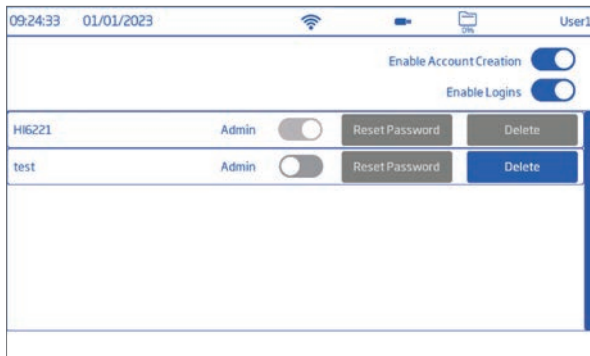 09:24:33 01/01/2023 0% User1
Enable Account Creation
Enable Logins
HI6221 Admin Reset Password Delete
test Admin Reset Password Delete